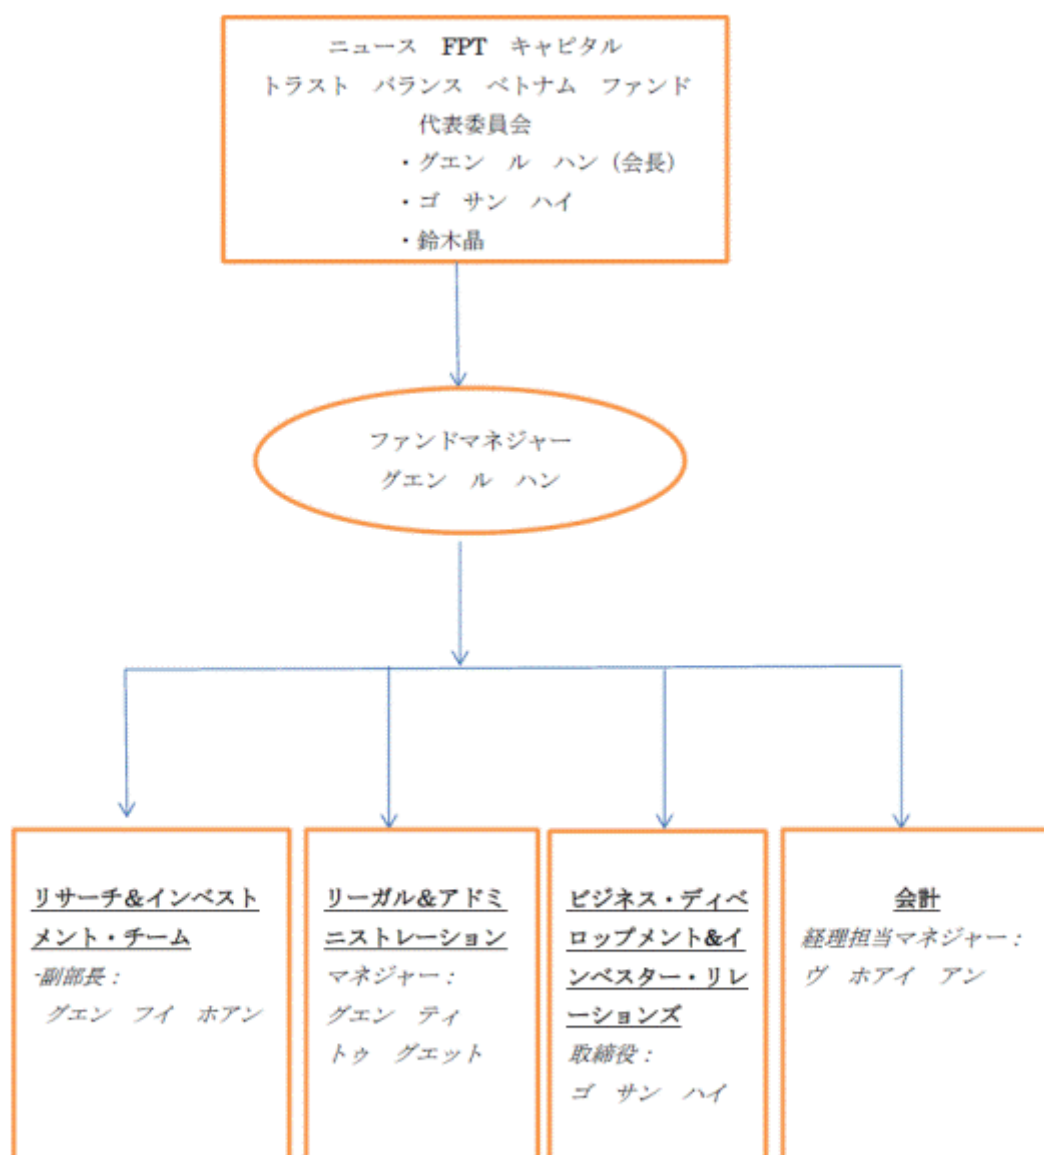 ニュース　FPT　キャピタル
トラスト　バランス　ベトナム　ファンド
代表委員会
・グエン　ル　ハン（会長）
・ゴ　サン　ハイ
・鈴木晶
ファンドマネジャー
グエン　ル　ハン
リサーチ&インベスト
メント・チーム
-副部長：
グエン　フイ　ホアン
リーガル&アドミ
ニストレーション
マネジャー：
グエン　ティ
トゥ　グエット
ビジネス・ディベ
ロップメント&イ
ンベスター・リレ
ーションズ
取締役：
ゴ　サン　ハイ
会計
経理担当マネジャー：
ヴ　ホアイ　アン